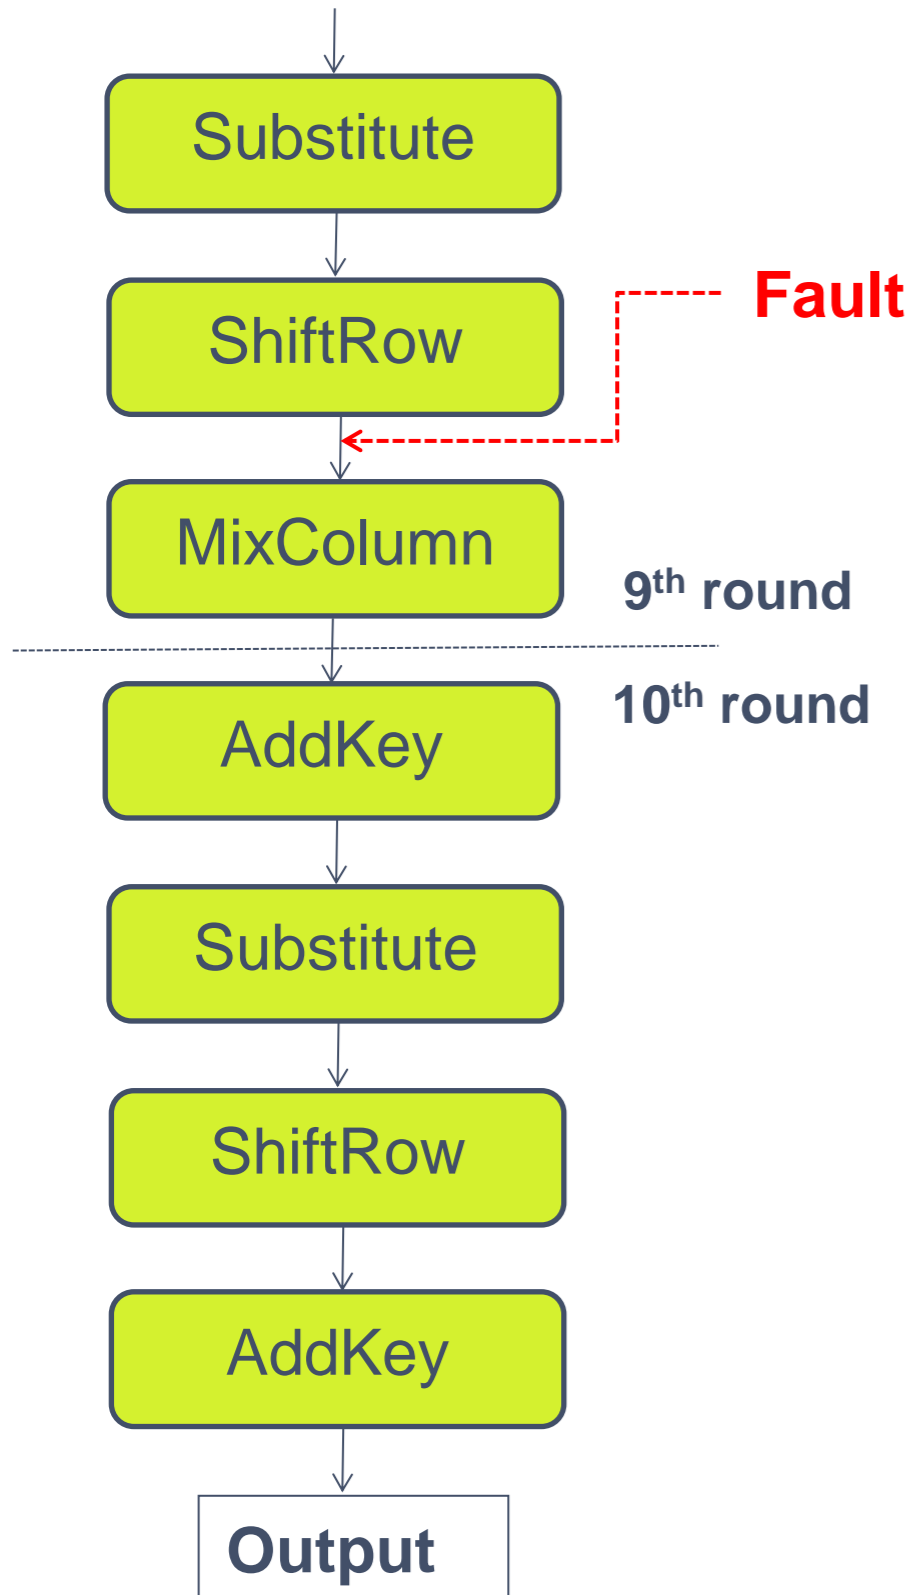 Substitute
ShiftRow
Fault
MixColumn
9th round
10th round
AddKey
Substitute
ShiftRow
AddKey
Output